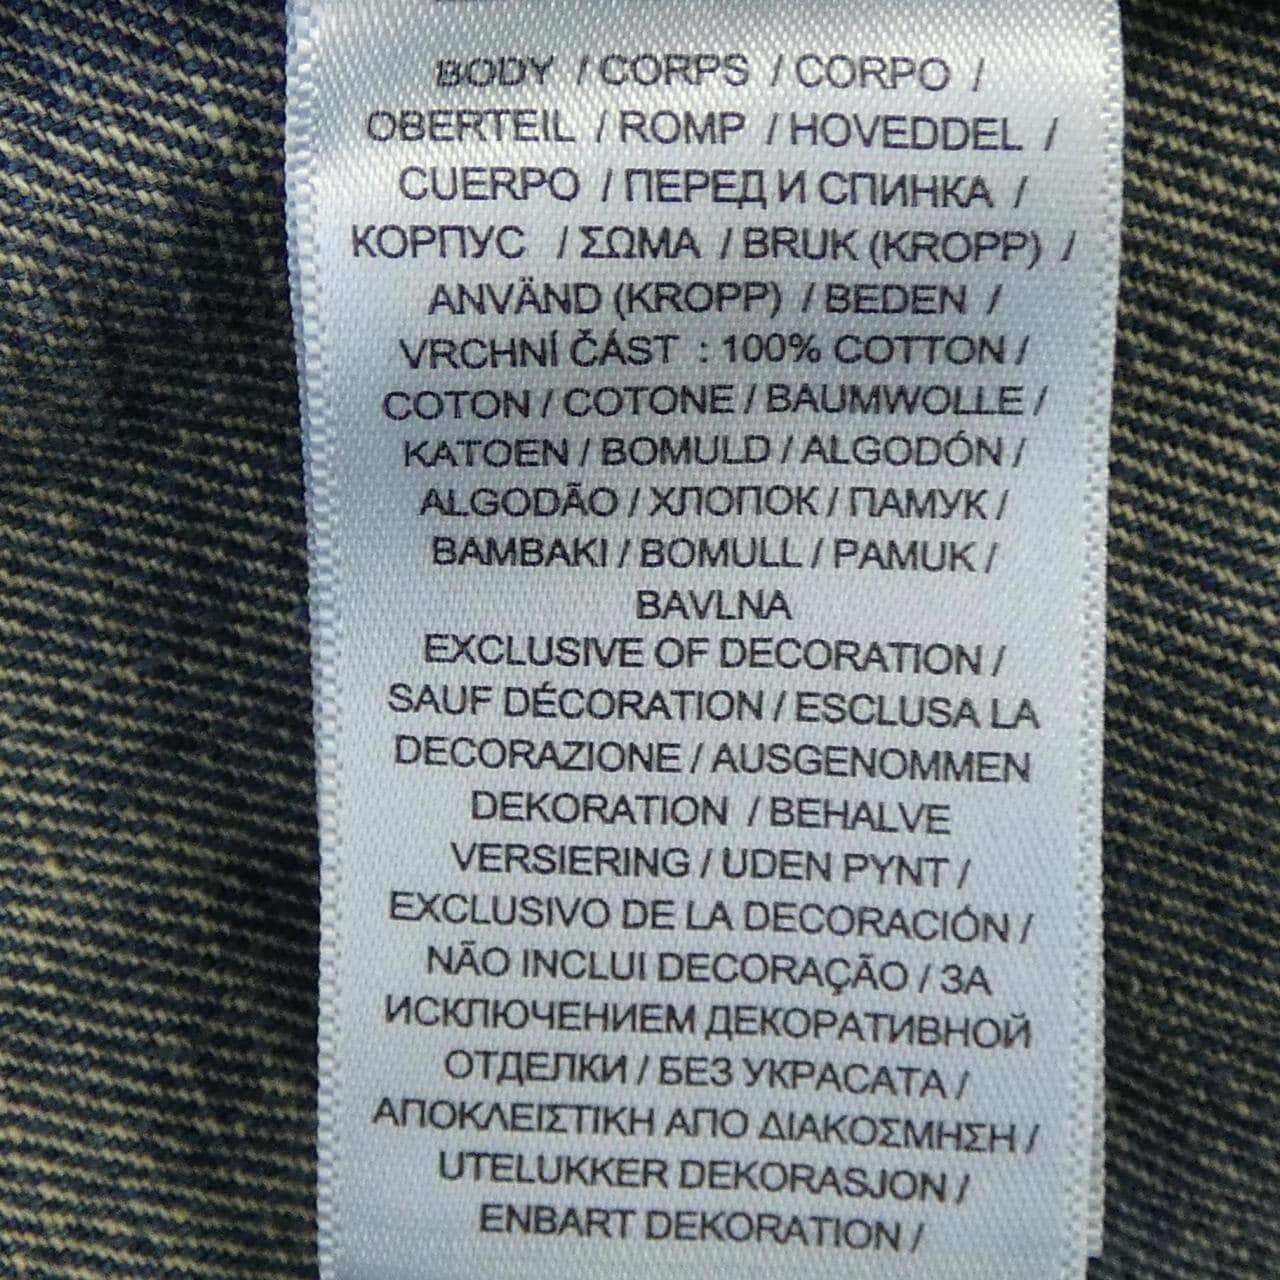 BODY / CORPS / CORPO /
OBERTEIL / ROMP / HOVEDDEL /
CUERPO / ПЕРЕД И СПИНКА /
КОРПУС / ΣΩΜΑ / BRUK (KROPP) /
ANVÄND (KROPP) / BEDEN /
VRCHNÍ ČÁST : 100% COTTON /
COTON / COTONE / BAUMWOLLE /
KATOEN / BOMULD / ALGODÓN /
ALGODÃO / ХЛОПОК / ПАМУК /
BAMBAKI / BOMULL / PAMUK /
BAVLNA
EXCLUSIVE OF DECORATION /
SAUF DÉCORATION / ESCLUSA LA
DECORAZIONE / AUSGENOMMEN
DEKORATION / BEHALVE
VERSIERING / UDEN PYNT /
EXCLUSIVO DE LA DECORACIÓN /
NÃO INCLUI DECORAÇÃO / ЗА
ИСКЛЮЧЕНИЕМ ДЕКОРАТИВНОЙ
ОТДЕЛКИ / БЕЗ УКРАСАТА /
ΑΠΟΚΛΕΙΣΤΙΚΗ ΑΠΟ ΔΙΑΚΟΣΜΗΣΗ /
UTELUKKER DEKORASJON /
ENBART DEKORATION /